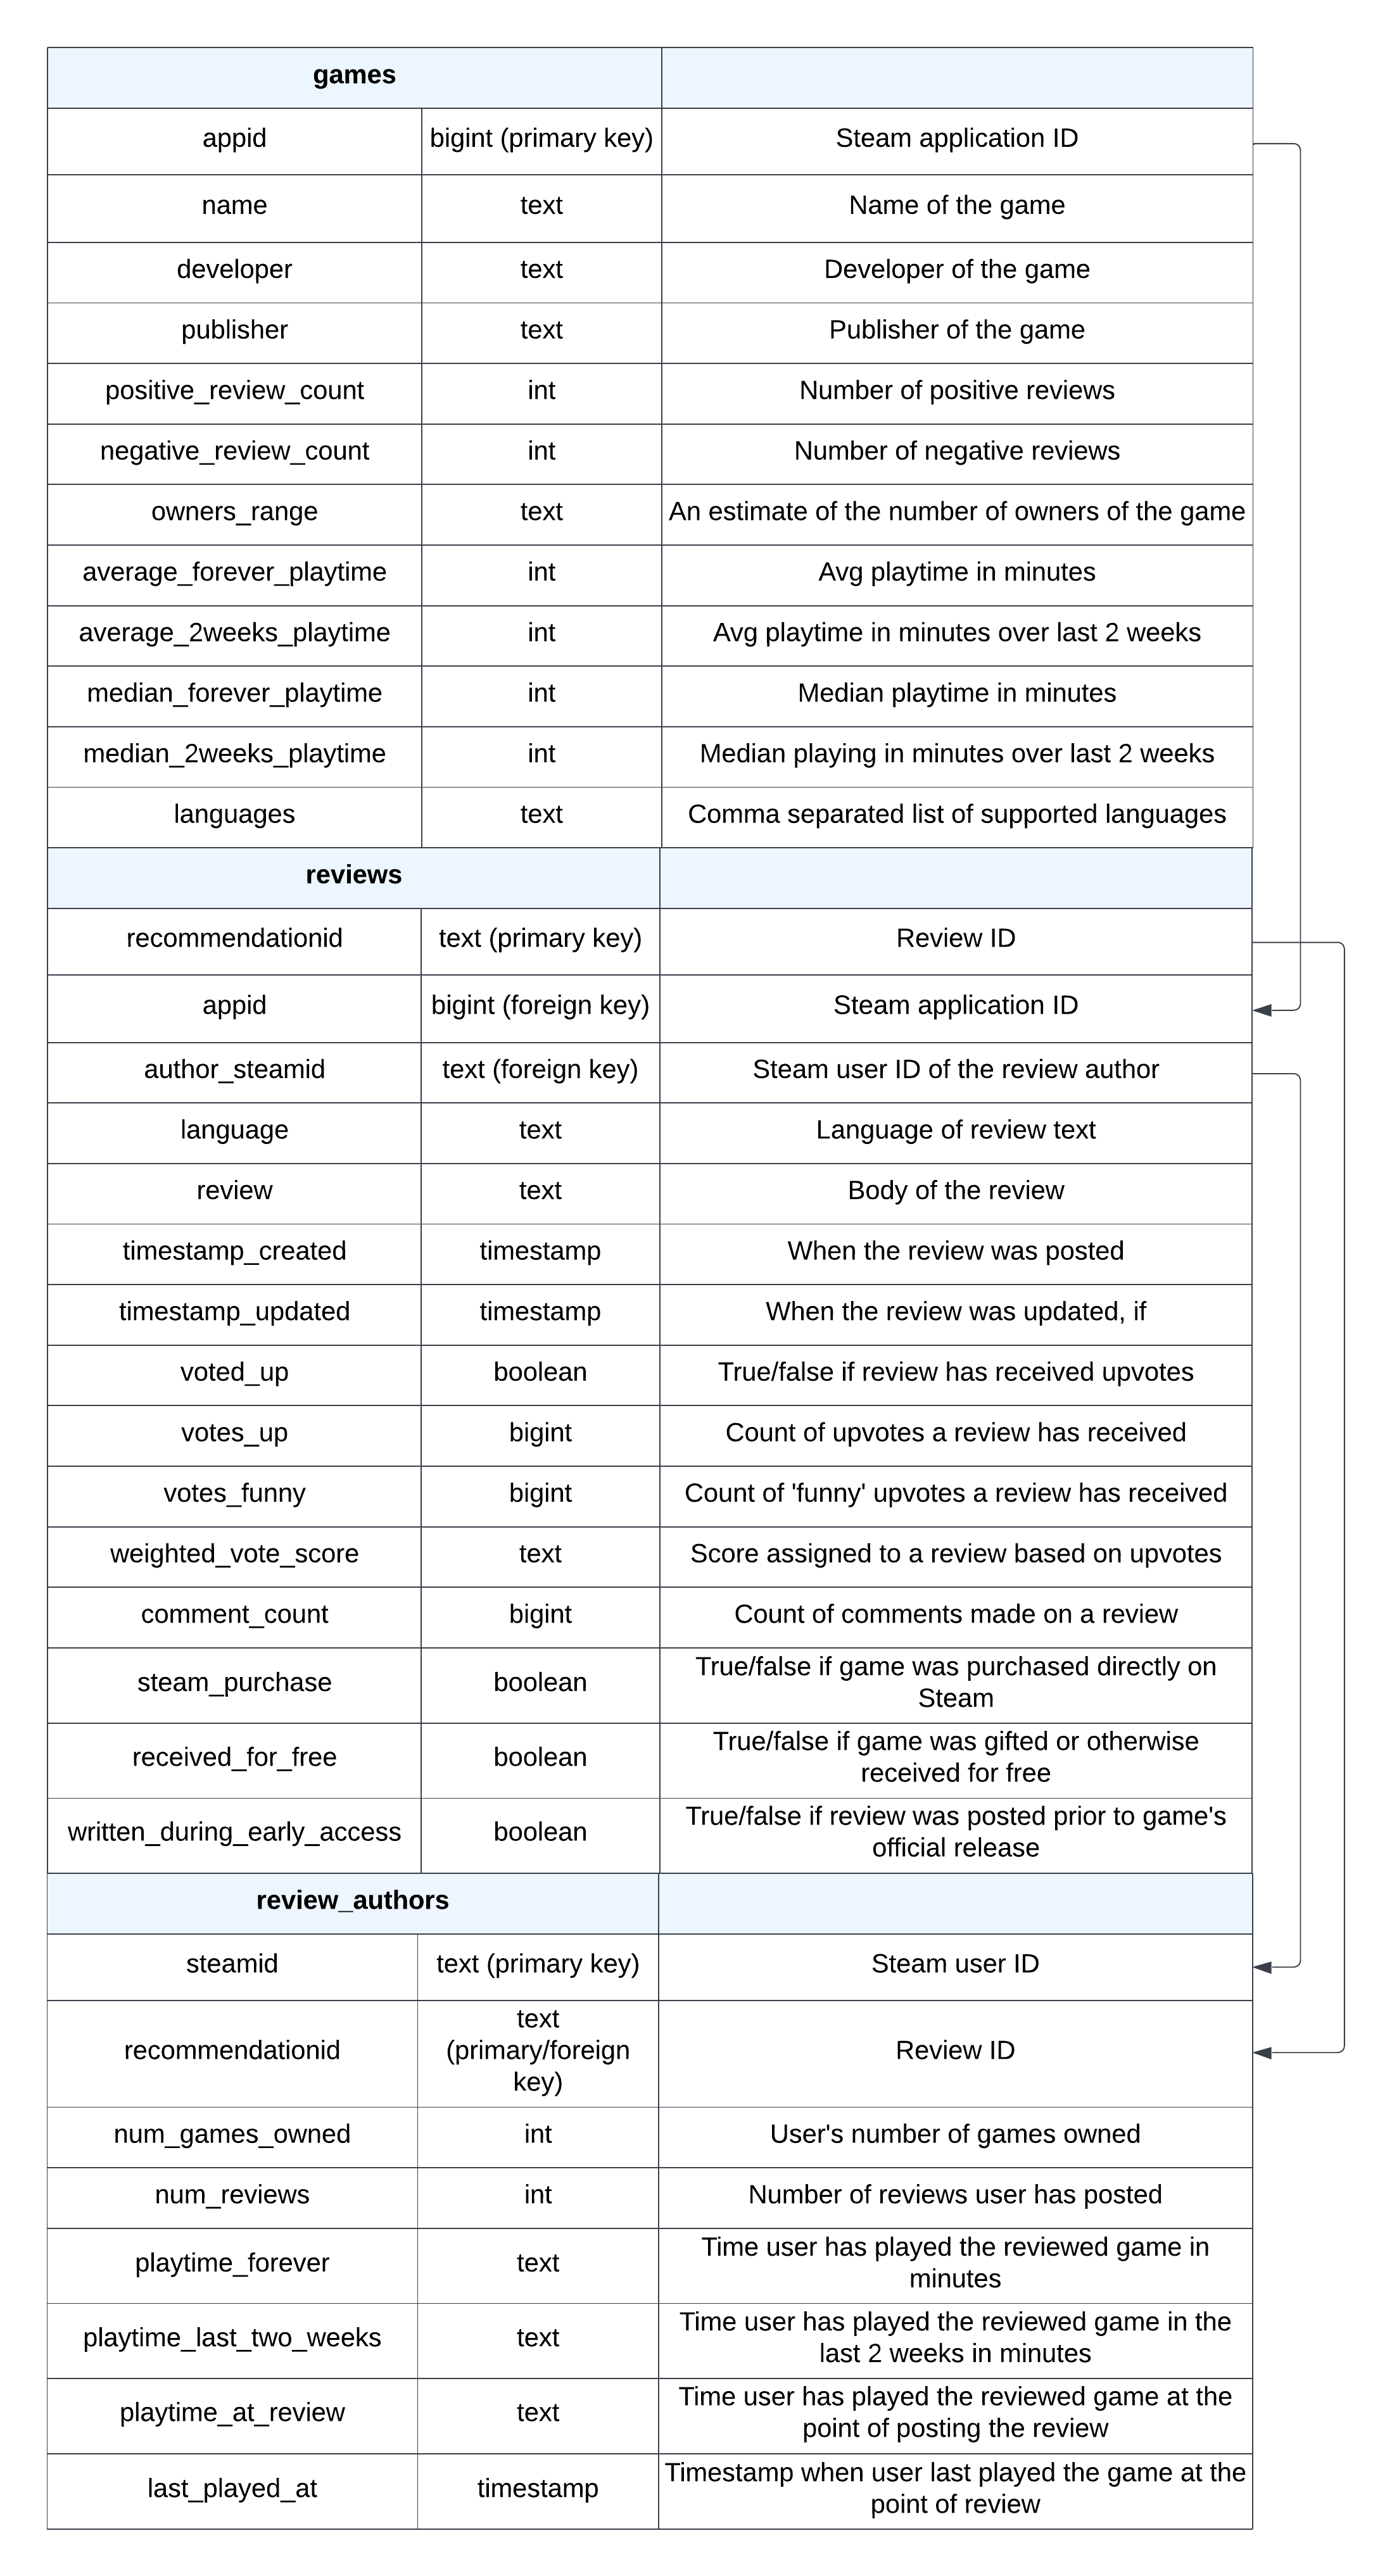 games
appid bigint (primary key) Steam application ID
name text Name of the game
developer text Developer of the game
publisher text Publisher of the game
positive_review_count int Number of positive reviews
negative_review_count int Number of negative reviews
owners_range text An estimate of the number of owners of the game
average_forever_playtime int Avg playtime in minutes
average_2weeks_playtime int Avg playtime in minutes over last 2 weeks
median_forever_playtime int Median playtime in minutes
median_2weeks_playtime int Median playing in minutes over last 2 weeks
languages text Comma separated list of supported languages
reviews
recommendationid text (primary key) Review ID
appid bigint (foreign key) Steam application ID
author_steamid text (foreign key) Steam user ID of the review author
language text Language of review text
review text Body of the review
timestamp_created timestamp When the review was posted
timestamp_updated timestamp When the review was updated, if
voted_up boolean True/false if review has received upvotes
votes_up bigint Count of upvotes a review has received
votes_funny bigint Count of 'funny' upvotes a review has received
weighted_vote_score text Score assigned to a review based on upvotes
comment_count bigint Count of comments made on a review
steam_purchase boolean True/false if game was purchased directly on
Steam
received_for_free boolean True/false if game was gifted or otherwise
received for free
written_during_early_access boolean True/false if review was posted prior to game's
official release
review_authors
steamid text (primary key) Steam user ID
recommendationid text
(primary/foreign
key) Review ID
num_games_owned int User's number of games owned
num_reviews int Number of reviews user has posted
playtime_forever text Time user has played the reviewed game in
minutes
playtime_last_two_weeks text Time user has played the reviewed game in the
last 2 weeks in minutes
playtime_at_review text Time user has played the reviewed game at the
point of posting the review
last_played_at timestamp Timestamp when user last played the game at the
point of review